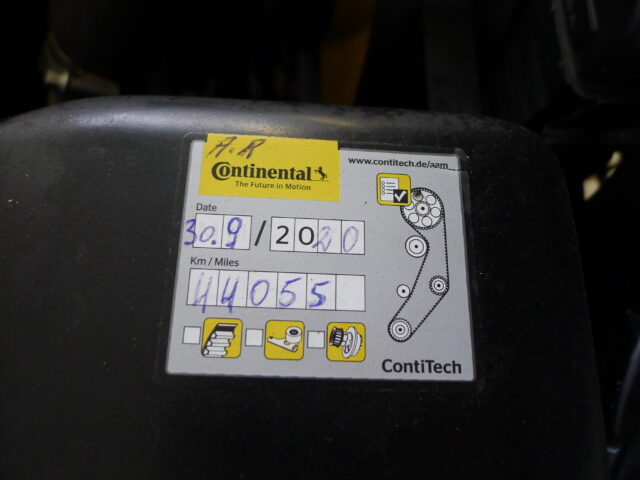 A.R
Continental
The Future in Motion
www.contitech.de/aam
Date
30.9 / 2020
Km / Miles
44055
ContiTech